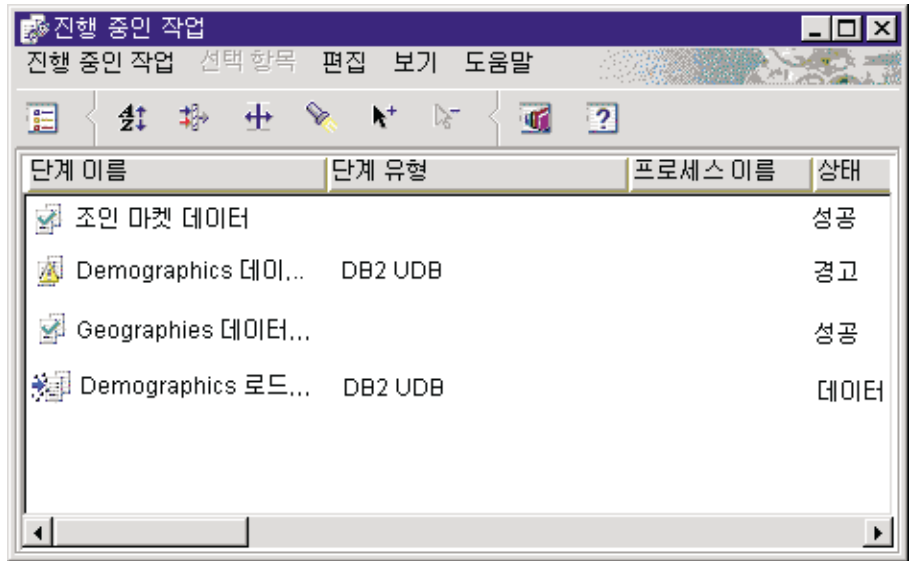 진행 중인 작업
진행 중인 작업 선택 항목 편집 보기 도움말
단계 이름 단계 유형 프로세스 이름 상태
조인 마켓 데이터 성공
Demographics 데이... DB2 UDB 경고
Geographies 데이터... 성공
Demographics 로드... DB2 UDB 데이터